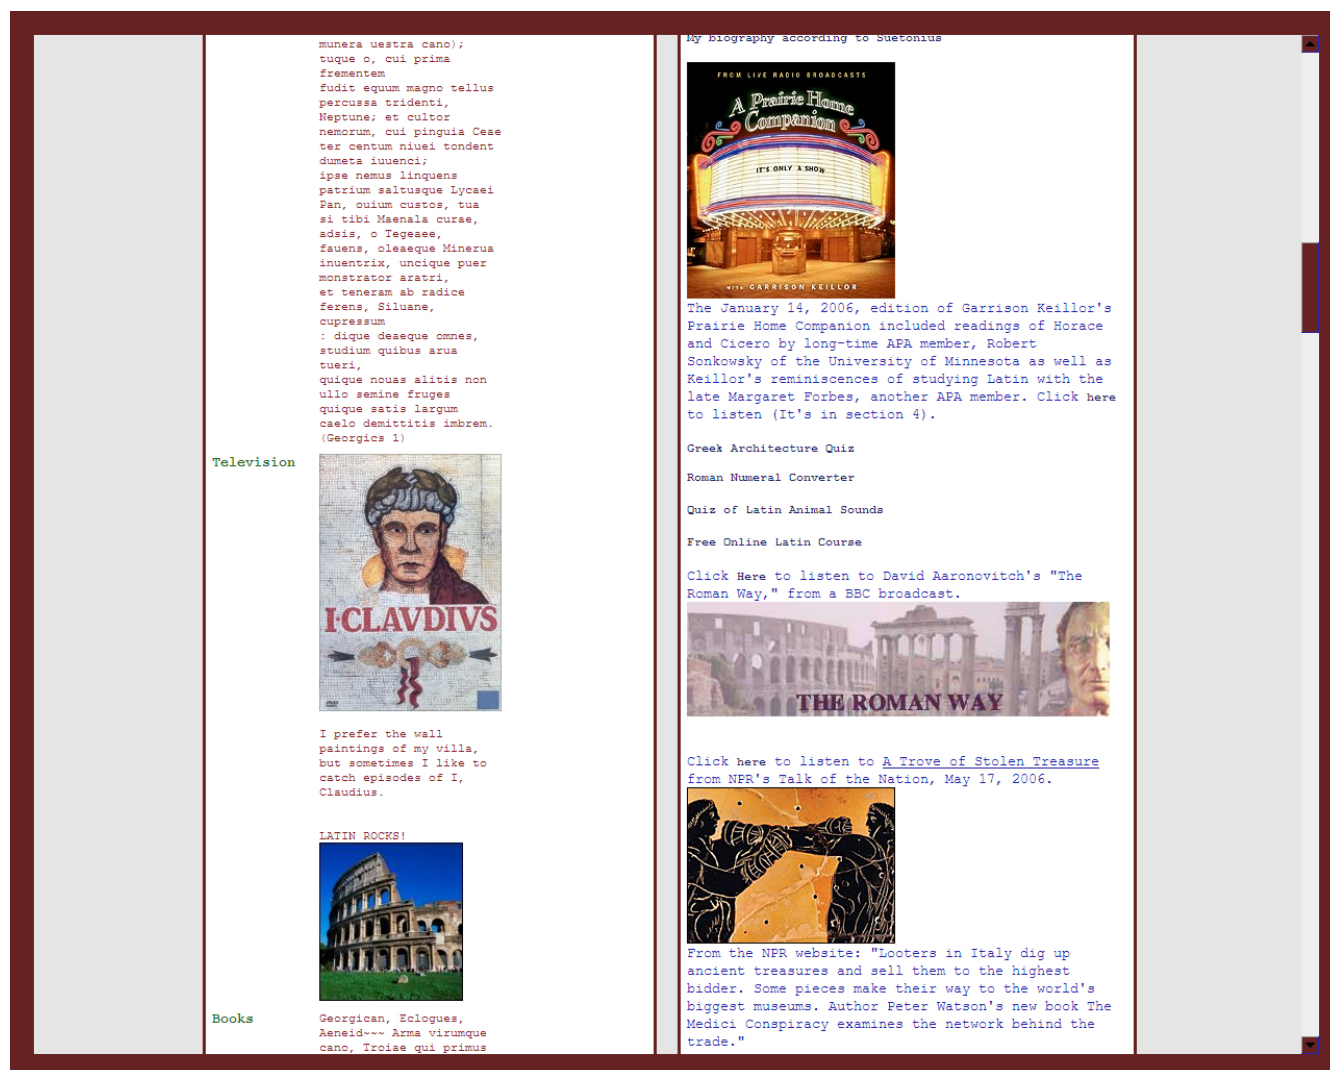 munera uestra cano);
tuque o, cui prima
frementem
fudit equum magno tellus
percussa tridenti,
Neptune; et cultor
nemorum, cui pinguia Ceae
ter centum niuei tondent
dumeta iuuenci;
ipse nemus linquens
patrium saltusque Lycaei
Pan, ouium custos, tua
si tibi Maenala curae,
adsis, o Tegeaee,
fauens, oleaeque Minerua
inuentrix, uncique puer
monstrator aratri,
et teneram ab radice
ferens, Siluane,
cupressum
: dique deaeque omnes,
studium quibus arua
tueri,
quique nouas alitis non
ullo semine fruges
quique satis largum
caelo demittitis imbrem.
(Georgics 1)
Television
I·CLAVDIVS
DVD
I prefer the wall
paintings of my villa,
but sometimes I like to
catch episodes of I,
Claudius.
LATIN ROCKS!
Books
Georgican, Eclogues,
Aeneid~~~ Arma virumque
cano, Troiae qui primus
My biography according to Suetonius
FROM LIVE RADIO BROADCASTS
A Prairie Home
Companion
IT'S ONLY A SHOW
WITH GARRISON KEILLOR
The January 14, 2006, edition of Garrison Keillor's
Prairie Home Companion included readings of Horace
and Cicero by long-time APA member, Robert
Sonkowsky of the University of Minnesota as well as
Keillor's reminiscences of studying Latin with the
late Margaret Forbes, another APA member. Click here
to listen (It's in section 4).
Greek Architecture Quiz
Roman Numeral Converter
Quiz of Latin Animal Sounds
Free Online Latin Course
Click Here to listen to David Aaronovitch's "The
Roman Way," from a BBC broadcast.
THE ROMAN WAY
Click here to listen to A Trove of Stolen Treasure
from NPR's Talk of the Nation, May 17, 2006.
From the NPR website: "Looters in Italy dig up
ancient treasures and sell them to the highest
bidder. Some pieces make their way to the world's
biggest museums. Author Peter Watson's new book The
Medici Conspiracy examines the network behind the
trade."